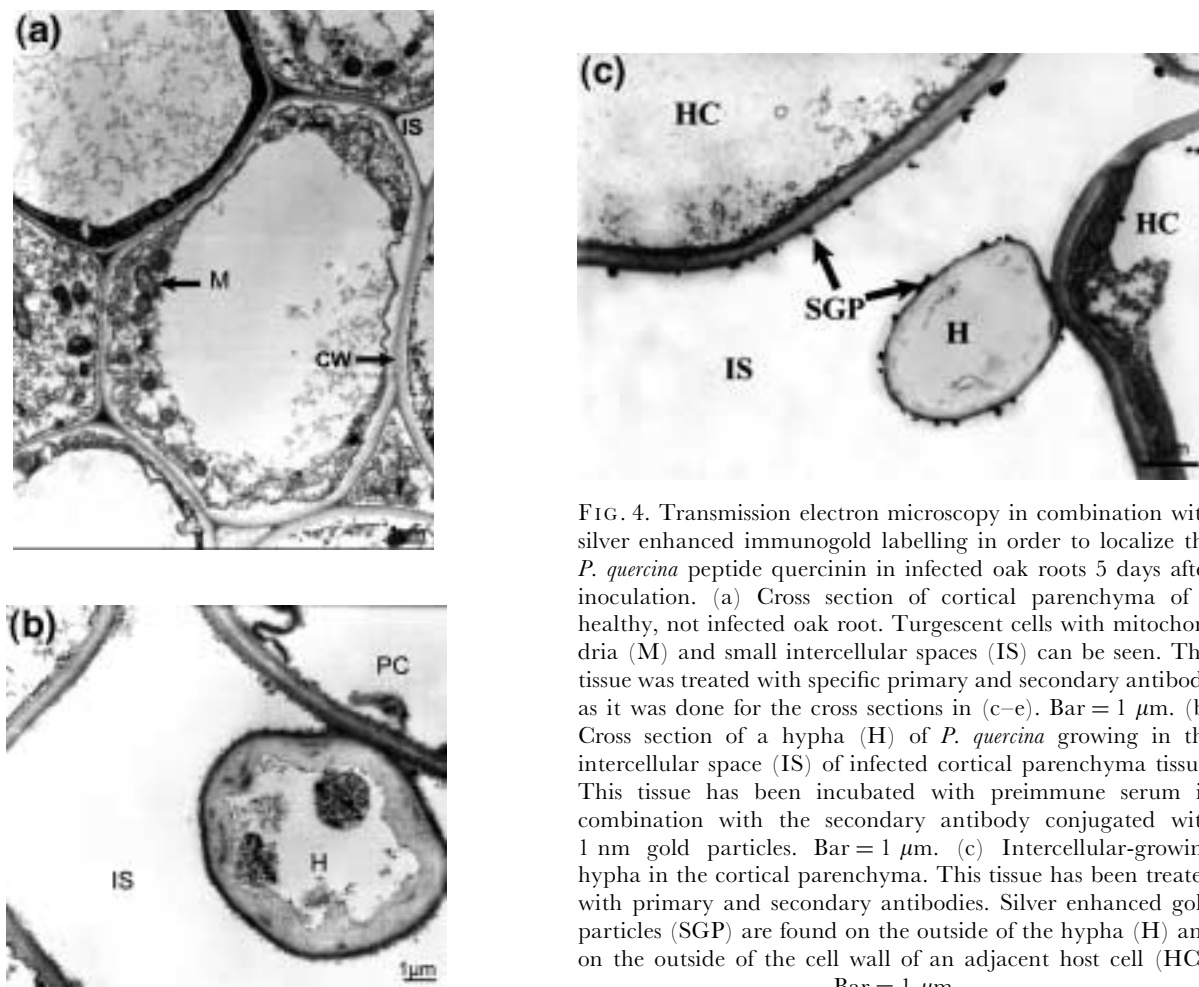 (a)
IS
M
CW
(b)
PC
H
IS
1μm
(c)
HC
HC
SGP
H
IS
FIG. 4. Transmission electron microscopy in combination wit
silver enhanced immunogold labelling in order to localize th
P. quercina peptide quercinin in infected oak roots 5 days afte
inoculation. (a) Cross section of cortical parenchyma of
healthy, not infected oak root. Turgescent cells with mitochon
dria (M) and small intercellular spaces (IS) can be seen. Th
tissue was treated with specific primary and secondary antibod
as it was done for the cross sections in (c–e). Bar = 1 μm. (b
Cross section of a hypha (H) of P. quercina growing in th
intercellular space (IS) of infected cortical parenchyma tissu
This tissue has been incubated with preimmune serum i
combination with the secondary antibody conjugated wit
1 nm gold particles. Bar = 1 μm. (c) Intercellular-growin
hypha in the cortical parenchyma. This tissue has been treate
with primary and secondary antibodies. Silver enhanced gol
particles (SGP) are found on the outside of the hypha (H) an
on the outside of the cell wall of an adjacent host cell (HC
Bar = 1 μm